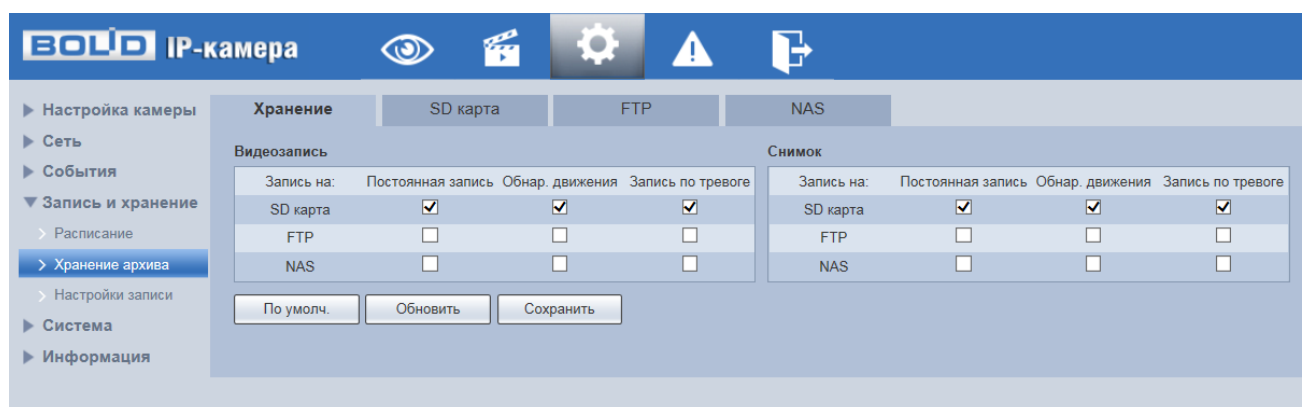 BOLID IP-камера
Настройка камеры
Сеть
События
Запись и хранение
Расписание
Хранение архива
Настройки записи
Система
Информация
Хранение SD карта FTP NAS
Видеозапись
Запись на: Постоянная запись Обнар. движения Запись по тревоге
SD карта
FTP
NAS
По умолч. Обновить Сохранить
Снимок
Запись на: Постоянная запись Обнар. движения Запись по тревоге
SD карта
FTP
NAS